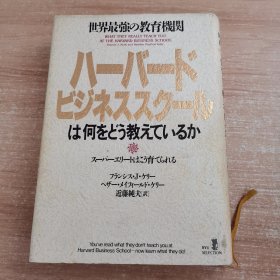 世界最強の教育機関
WHAT THEY REALLY TEACH YOU
AT THE HARVARD BUSINESS SCHOOL
ハーバード
ビジネススクール
は何をどう教えているか
スーパーエリートはこう育てられる
フランシス・J・ケリー
ヘザー・メイフィールド・ケリー
近藤純夫 訳
You've read what they don't teach you at
Harvard Business School—now learn what they do!
SELECTION